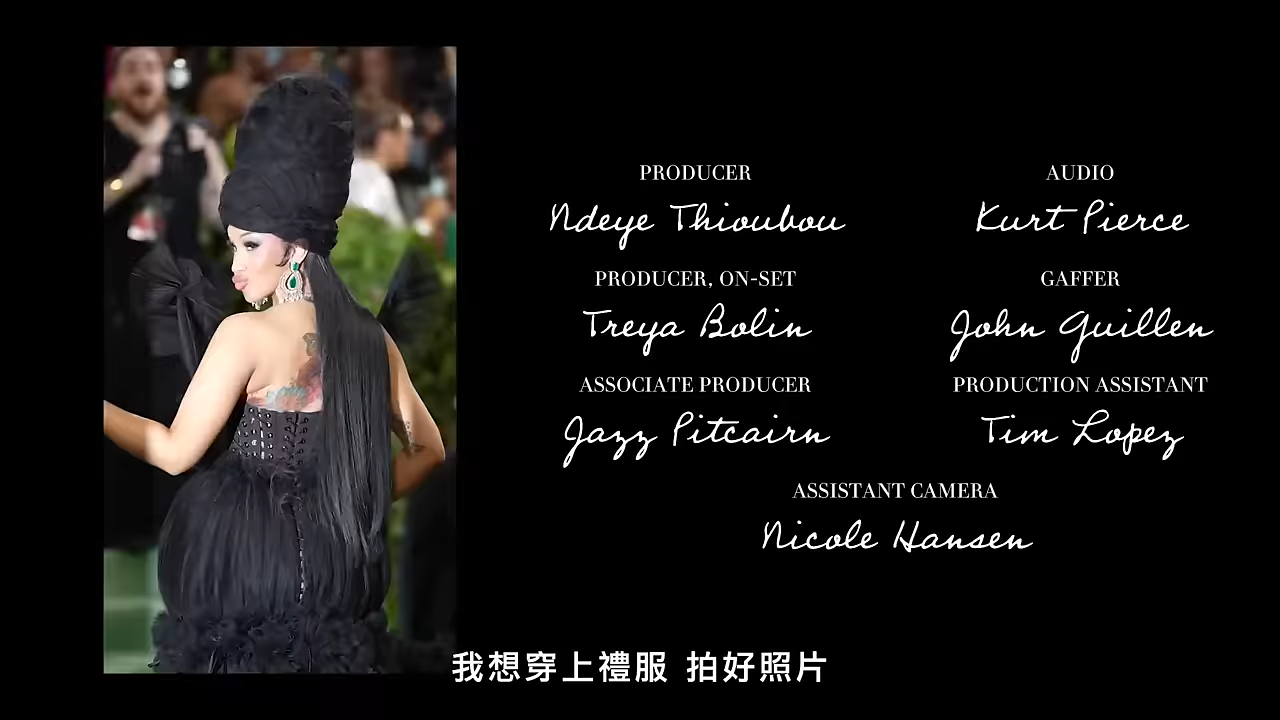 PRODUCER
Ndeye Thioubou
AUDIO
Kurt Pierce
PRODUCER, ON-SET
Treya Bolin
GAFFER
John Guillen
ASSOCIATE PRODUCER
Jazz Pitcairn
PRODUCTION ASSISTANT
Tim Lopez
ASSISTANT CAMERA
Nicole Hansen
我想穿上禮服 拍好照片